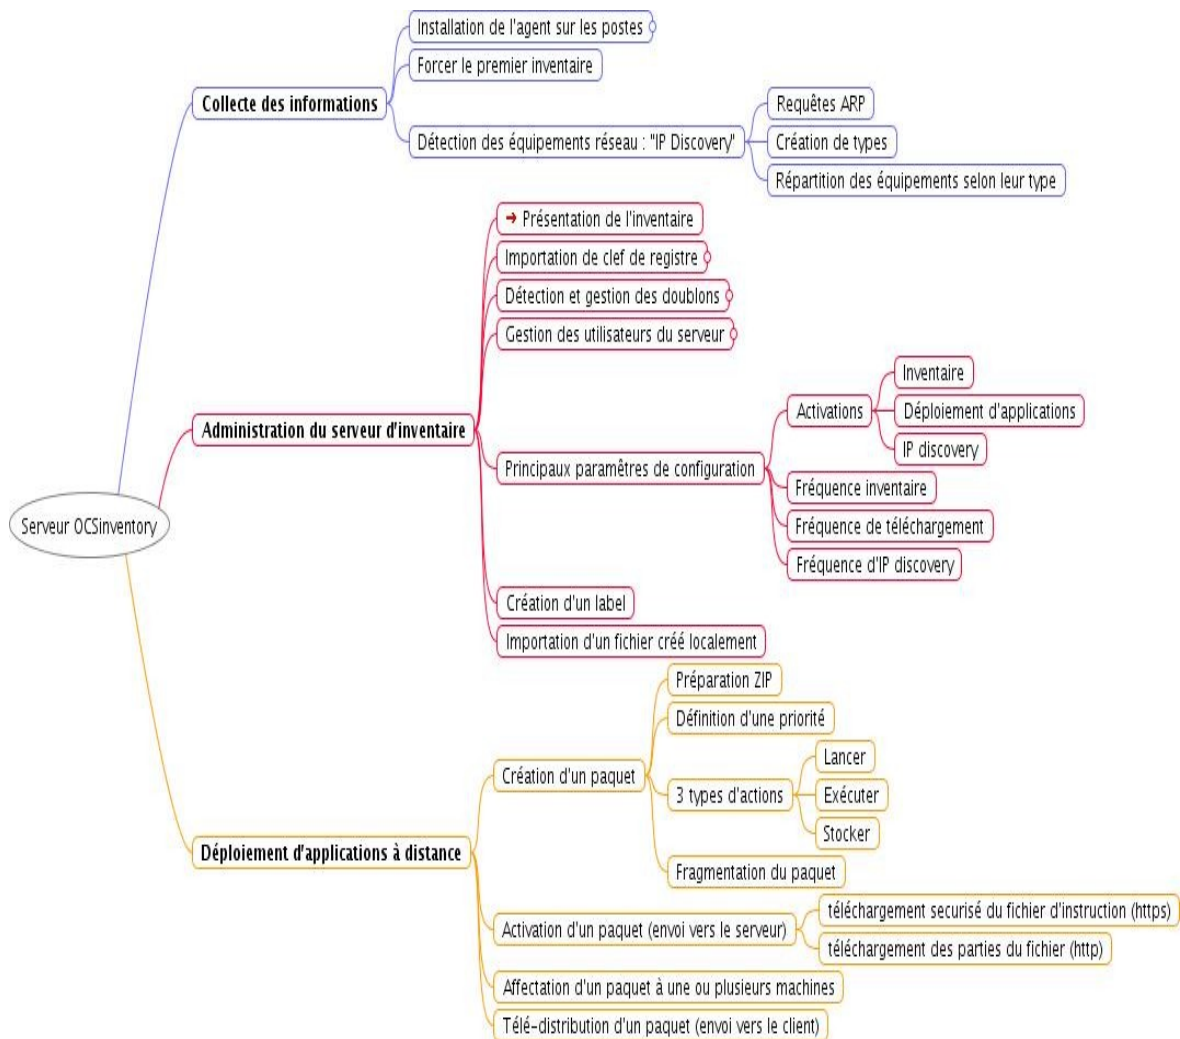 Serveur OCSinventory
Collecte des informations
Installation de l'agent sur les postes
Forcer le premier inventaire
Détection des équipements réseau : "IP Discovery"
Requêtes ARP
Création de types
Répartition des équipements selon leur type
Administration du serveur d'inventaire
Présentation de l'inventaire
Importation de clef de registre
Détection et gestion des doublons
Gestion des utilisateurs du serveur
Principaux paramêtres de configuration
Activations
Inventaire
Déploiement d'applications
IP discovery
Fréquence inventaire
Fréquence de téléchargement
Fréquence d'IP discovery
Création d'un label
Importation d'un fichier créé localement
Déploiement d'applications à distance
Création d'un paquet
Préparation ZIP
Définition d'une priorité
3 types d'actions
Lancer
Exécuter
Stocker
Fragmentation du paquet
Activation d'un paquet (envoi vers le serveur)
téléchargement securisé du fichier d'instruction (https)
téléchargement des parties du fichier (http)
Affectation d'un paquet à une ou plusieurs machines
Télé-distribution d'un paquet (envoi vers le client)